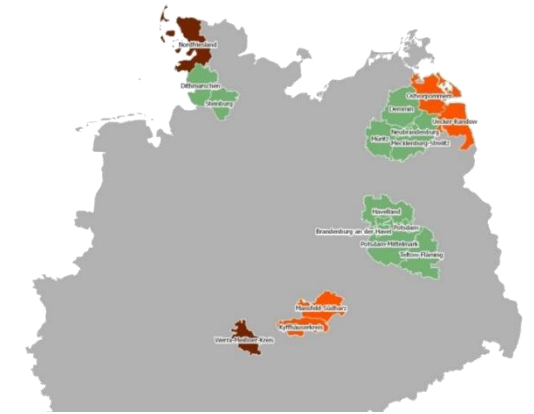 Nordfriesland
Dithmarschen
Steinburg
Ostvorpommern
Demmin
Uecker-Randow
Neubrandenburg
Müritz
Mecklenburg-Strelitz
Havelland
Potsdam
Brandenburg an der Havel
Potsdam-Mittelmark
Teltow-Fläming
Mansfeld-Südharz
Kyffhäuserkreis
Werra-Meißner-Kreis